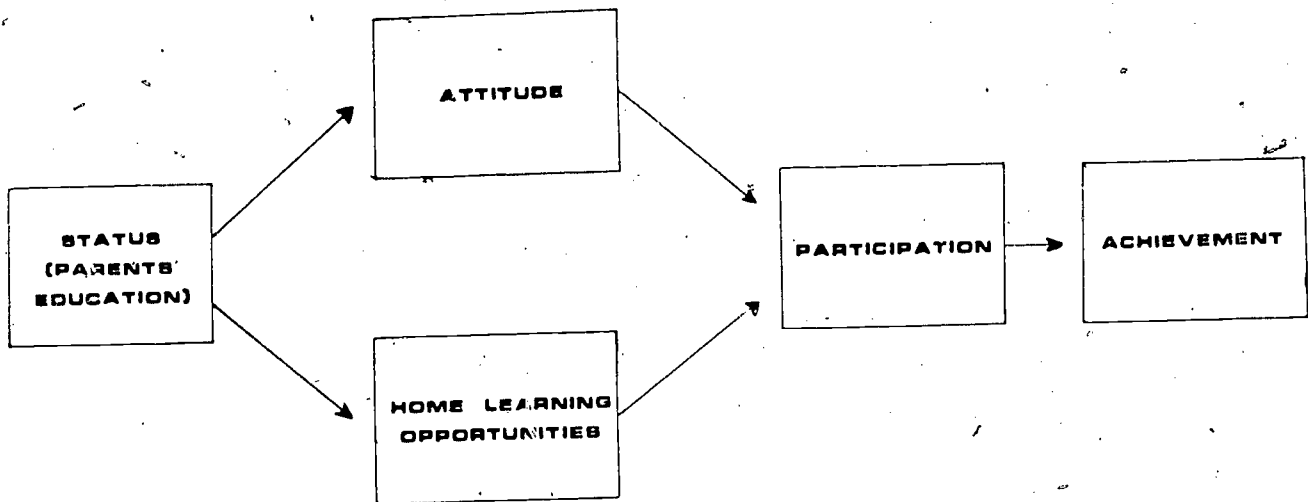 ATTITUDE
STATUS
(PARENTS'
EDUCATION)
PARTICIPATION
ACHIEVEMENT
HOME LEARNING
OPPORTUNITIES